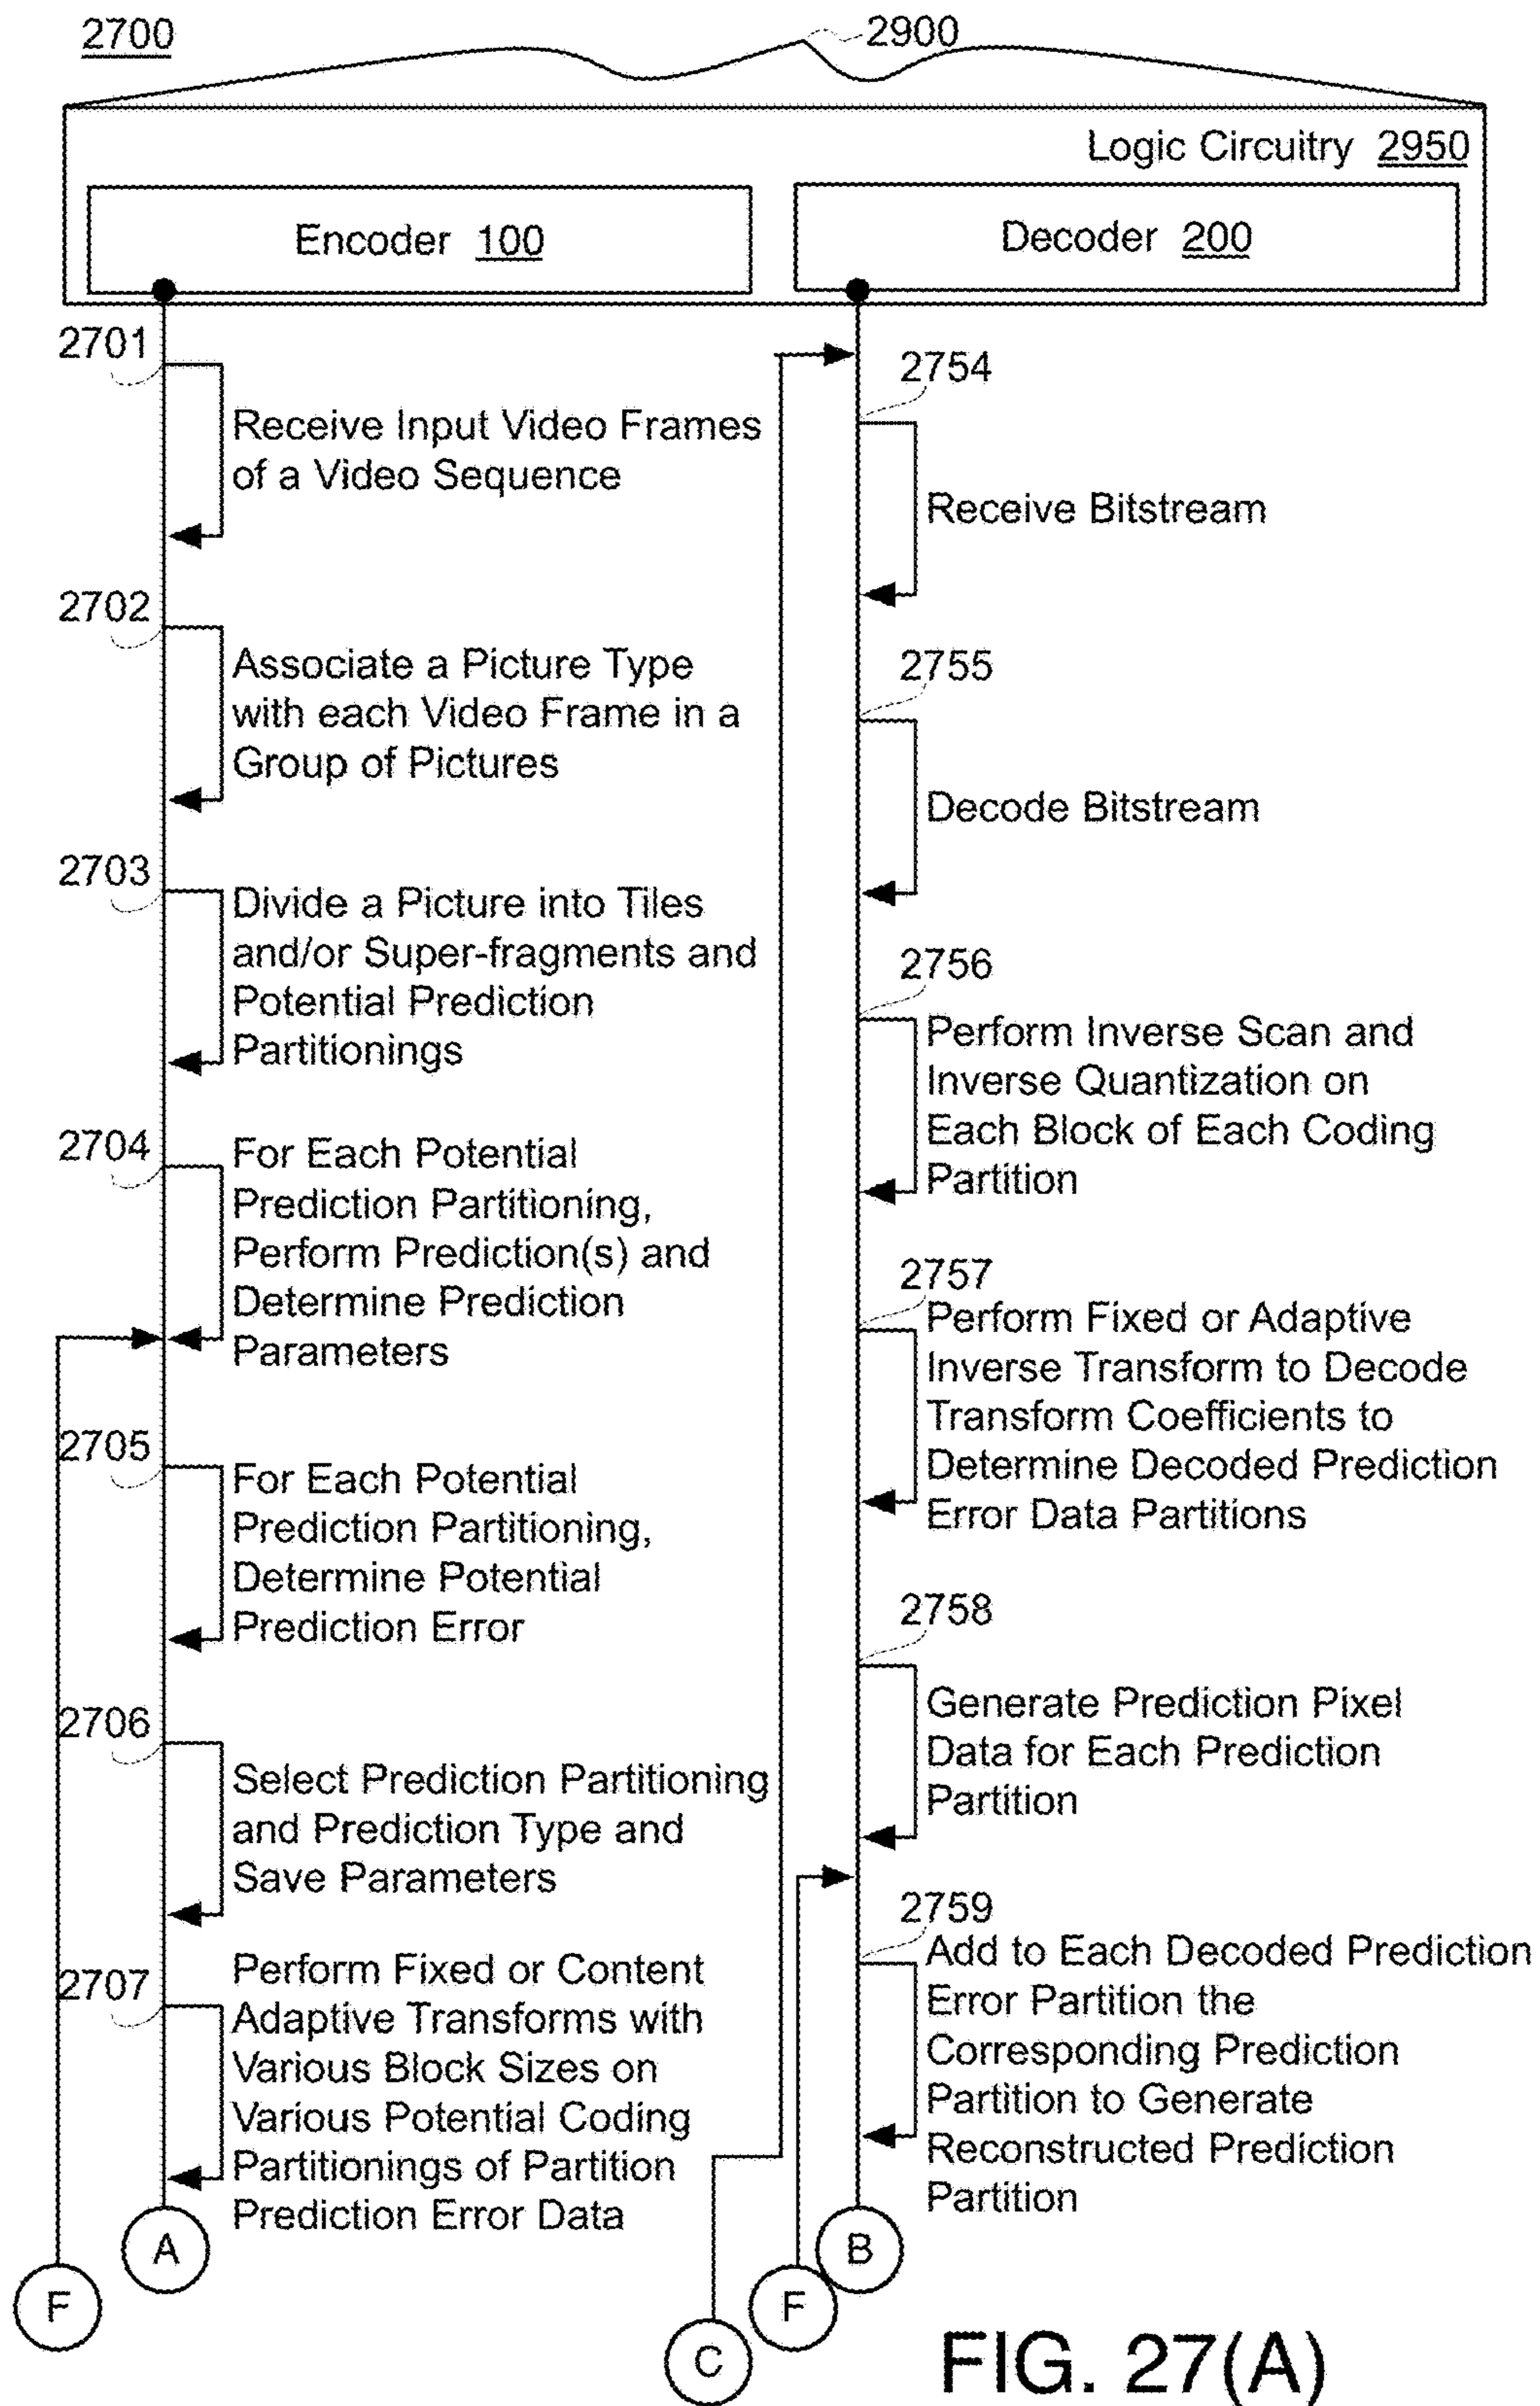 2700
2900
Logic Circuitry 2950
Encoder 100
Decoder 200
2701
Receive Input Video Frames
of a Video Sequence
2702
Associate a Picture Type
with each Video Frame in a
Group of Pictures
2703
Divide a Picture into Tiles
and/or Super-fragments and
Potential Prediction
Partitionings
2704
For Each Potential
Prediction Partitioning,
Perform Prediction(s) and
Determine Prediction
Parameters
2705
For Each Potential
Prediction Partitioning,
Determine Potential
Prediction Error
2706
Select Prediction Partitioning
and Prediction Type and
Save Parameters
2707
Perform Fixed or Content
Adaptive Transforms with
Various Block Sizes on
Various Potential Coding
Partitionings of Partition
Prediction Error Data
F
A
2754
Receive Bitstream
2755
Decode Bitstream
2756
Perform Inverse Scan and
Inverse Quantization on
Each Block of Each Coding
Partition
2757
Perform Fixed or Adaptive
Inverse Transform to Decode
Transform Coefficients to
Determine Decoded Prediction
Error Data Partitions
2758
Generate Prediction Pixel
Data for Each Prediction
Partition
2759
Add to Each Decoded Prediction
Error Partition the
Corresponding Prediction
Partition to Generate
Reconstructed Prediction
Partition
C
F
B
FIG. 27(A)